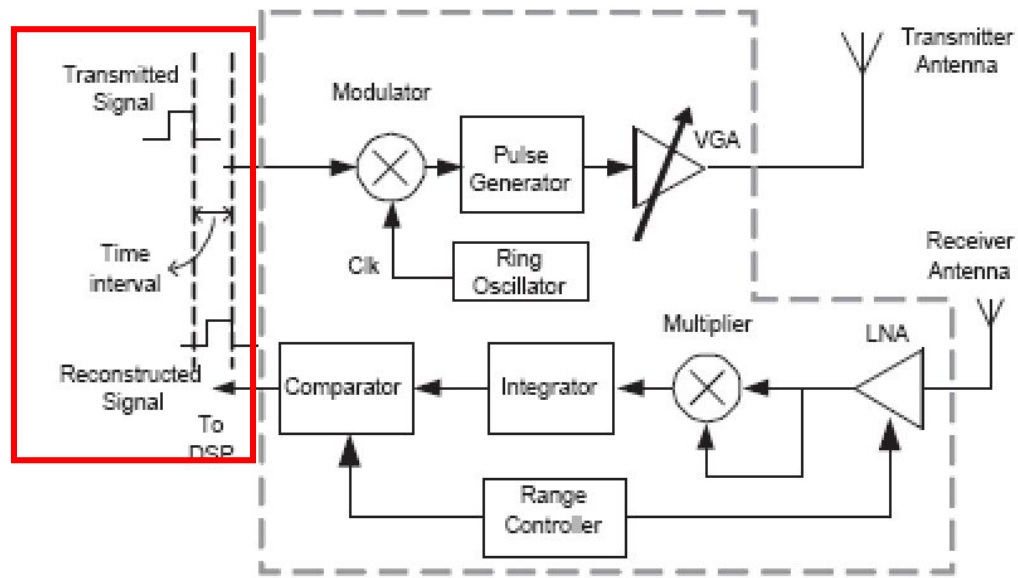 Transmitted
Signal
Time
interval
Reconstructed
Signal
To
DSP
Modulator
Pulse
Generator
VGA
Transmitter
Antenna
Clk
Ring
Oscillator
Receiver
Antenna
Multiplier
LNA
Comparator
Integrator
Range
Controller